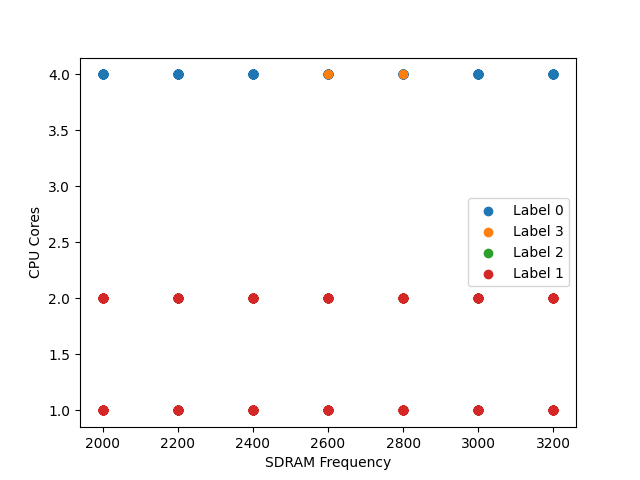 4.0
3.5
3.0
2.5
2.0
1.5
1.0
CPU Cores
Label 0
Label 3
Label 2
Label 1
2000 2200 2400 2600 2800 3000 3200
SDRAM Frequency